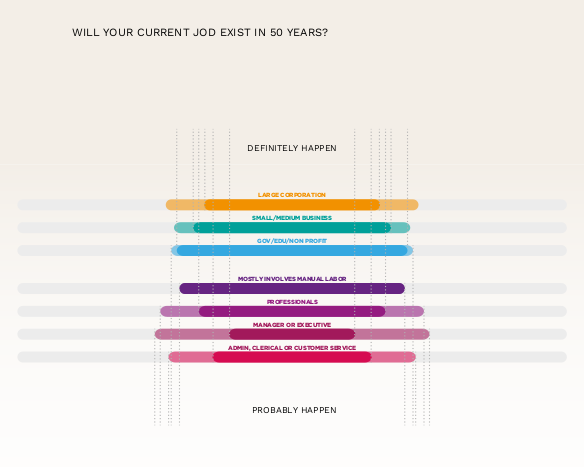 WILL YOUR CURRENT JOB EXIST IN 50 YEARS?
DEFINITELY HAPPEN
LARGE CORPORATION
SMALL/MEDIUM BUSINESS
GOV/EDU/NON PROFIT
MOSTLY INVOLVES MANUAL LABOR
PROFESSIONALS
MANAGER OR EXECUTIVE
ADMIN, CLERICAL OR CUSTOMER SERVICE
PROBABLY HAPPEN